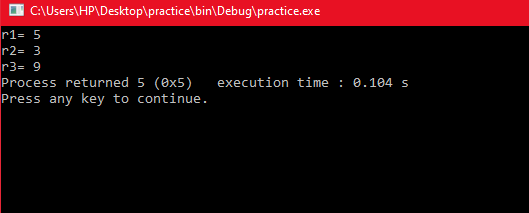 C:\Users\HP\Desktop\practice\bin\Debug\practice.exe
r1= 5
r2= 3
r3= 9
Process returned 5 (0x5)   execution time : 0.104 s
Press any key to continue.